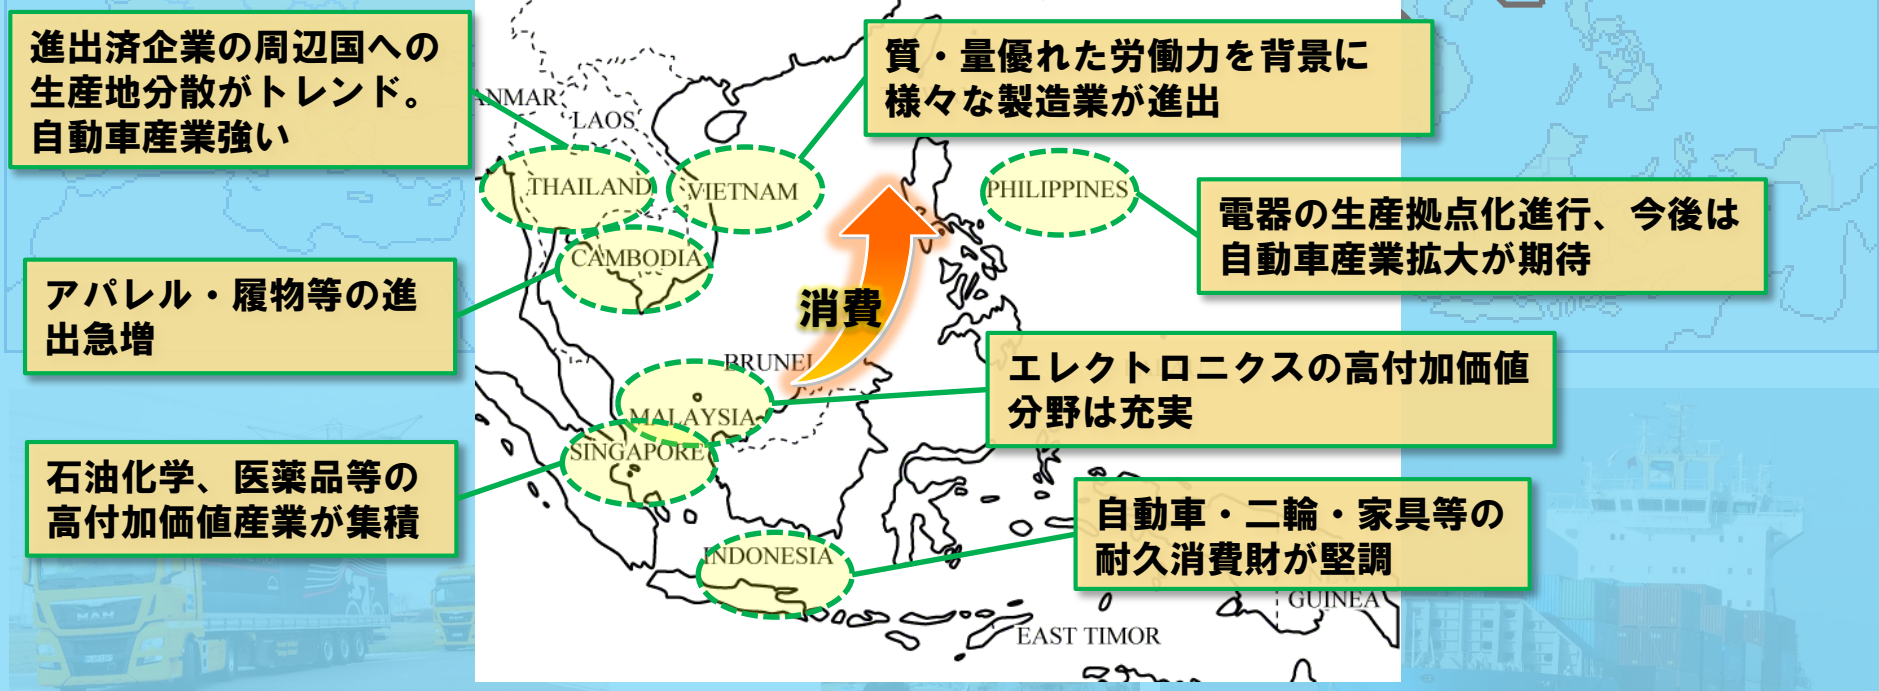 進出済企業の周辺国への
生産地分散がトレンド。
自動車産業強い
質・量優れた労働力を背景に
様々な製造業が進出
ANMAR
LAOS
THAILAND
VIETNAM
PHILIPPINES
電器の生産拠点化進行、今後は
自動車産業拡大が期待
CAMBODIA
アパレル・履物等の進
出急増
消費
BRUNEI
エレクトロニクスの高付加価値
分野は充実
MALAYSIA
SINGAPORE
石油化学、医薬品等の
高付加価値産業が集積
自動車・二輪・家具等の
耐久消費財が堅調
INDONESIA
GUINEA
EAST TIMOR
MAN